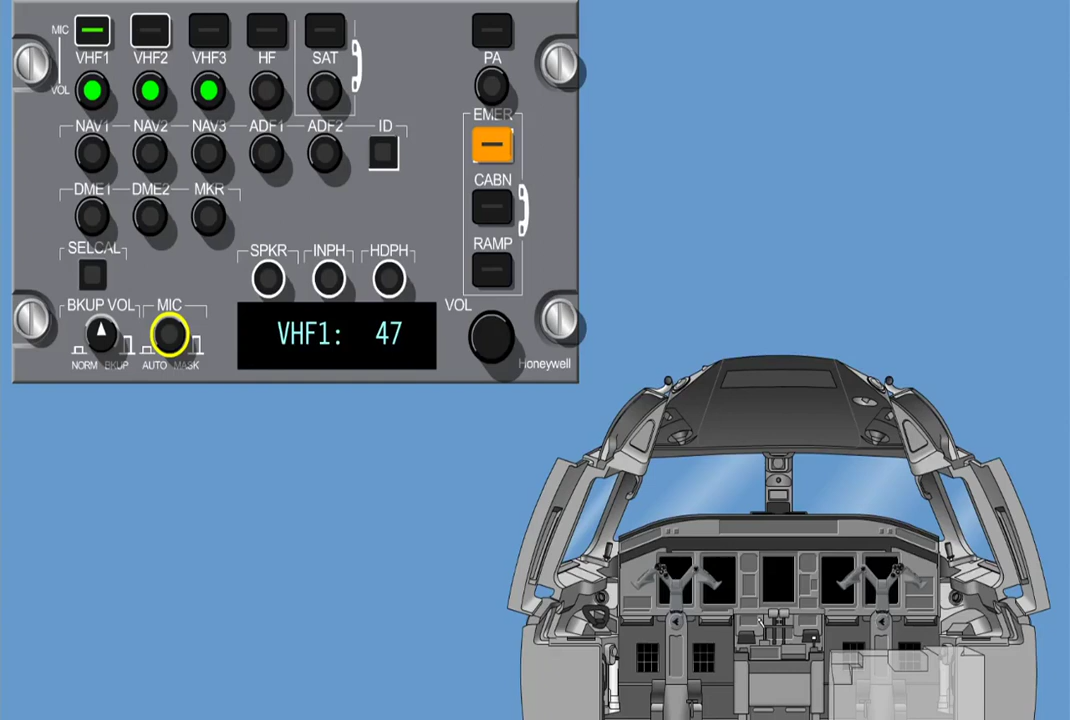 MIC
VHF1 VHF2 VHF3 HF SAT PA
VOL
EMER
NAV1 NAV2 NAV3 ADF1 ADF2 ID
CABN
DME1 DME2 MKR
RAMP
SELCAL SPKR INPH HDPH
BKUP VOL MIC VOL
VHF1: 47
NORM BKUP AUTO MASK Honeywell